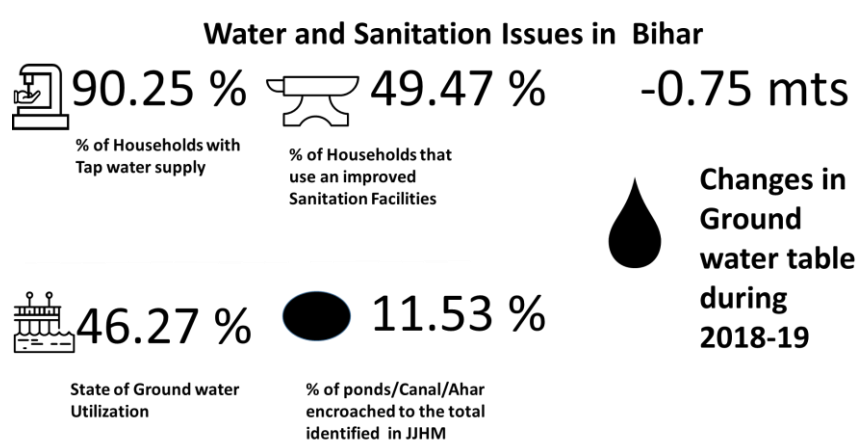 Water and Sanitation Issues in Bihar
90.25 %
% of Households with
Tap water supply
49.47 %
% of Households that
use an improved
Sanitation Facilities
-0.75 mts
Changes in
Ground
water table
during
2018-19
46.27 %
State of Ground water
Utilization
11.53 %
% of ponds/Canal/Ahar
encroached to the total
identified in JJHM